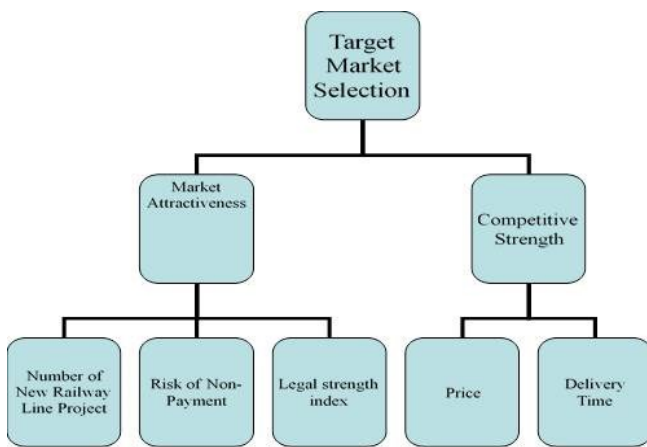 Target
Market
Selection
Market
Attractiveness
Competitive
Strength
Number of
New Railway
Line Project
Risk of Non-
Payment
Legal strength
index
Price
Delivery
Time